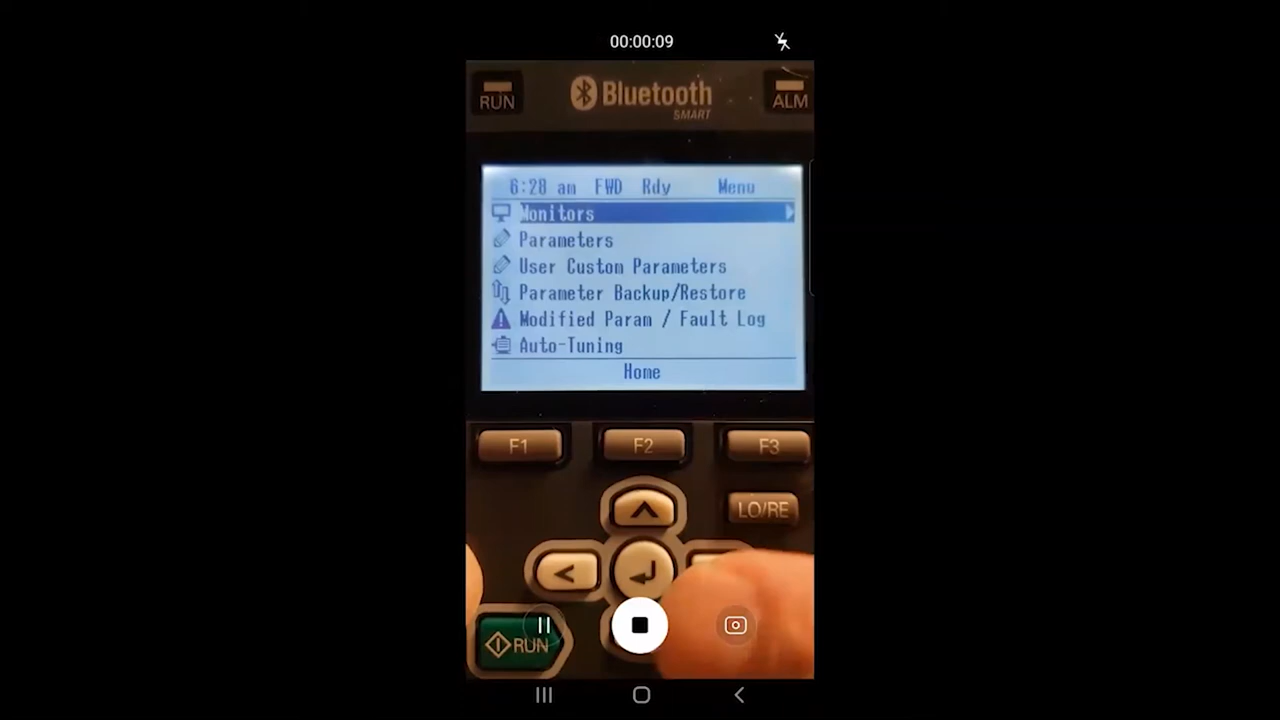 00:00:09
RUN
Bluetooth
SMART
ALM
6:28 am FWD Rdy Menu
Monitors
Parameters
User Custom Parameters
Parameter Backup/Restore
Modified Param / Fault Log
Auto-Tuning
Home
F1 F2 F3
LO/RE
RUN